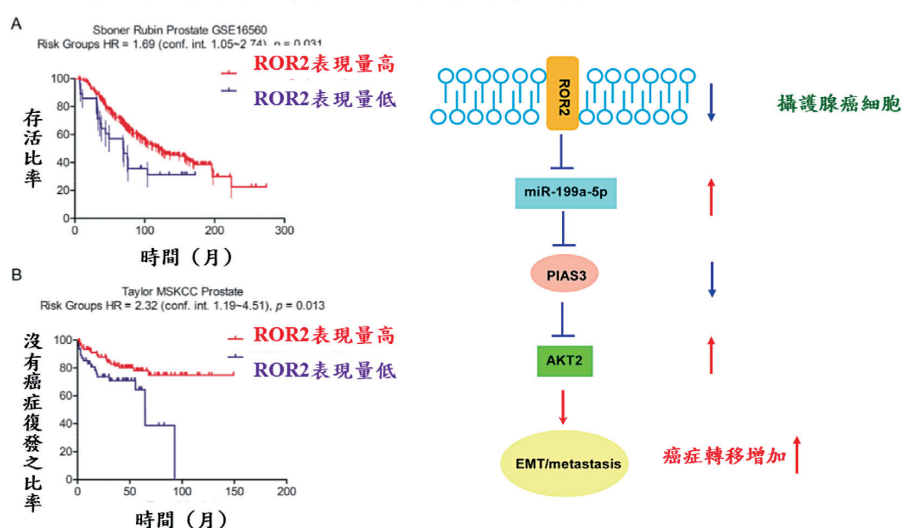 A
Sboner Rubin Prostate GSE16560
Risk Groups HR = 1.69 (conf. int. 1.05~2.74), p = 0.031
ROR2表現量高
ROR2表現量低
存活比率
100
80
60
40
20
0
0
100
200
300
時間（月）
B
Taylor MSKCC Prostate
Risk Groups HR = 2.32 (conf. int. 1.19~4.51), p = 0.013
ROR2表現量高
ROR2表現量低
沒有癌症復發之比率
100
80
60
40
20
0
0
50
100
150
200
時間（月）
ROR2
攝護腺癌細胞
miR-199a-5p
PIAS3
AKT2
EMT/metastasis
癌症轉移增加